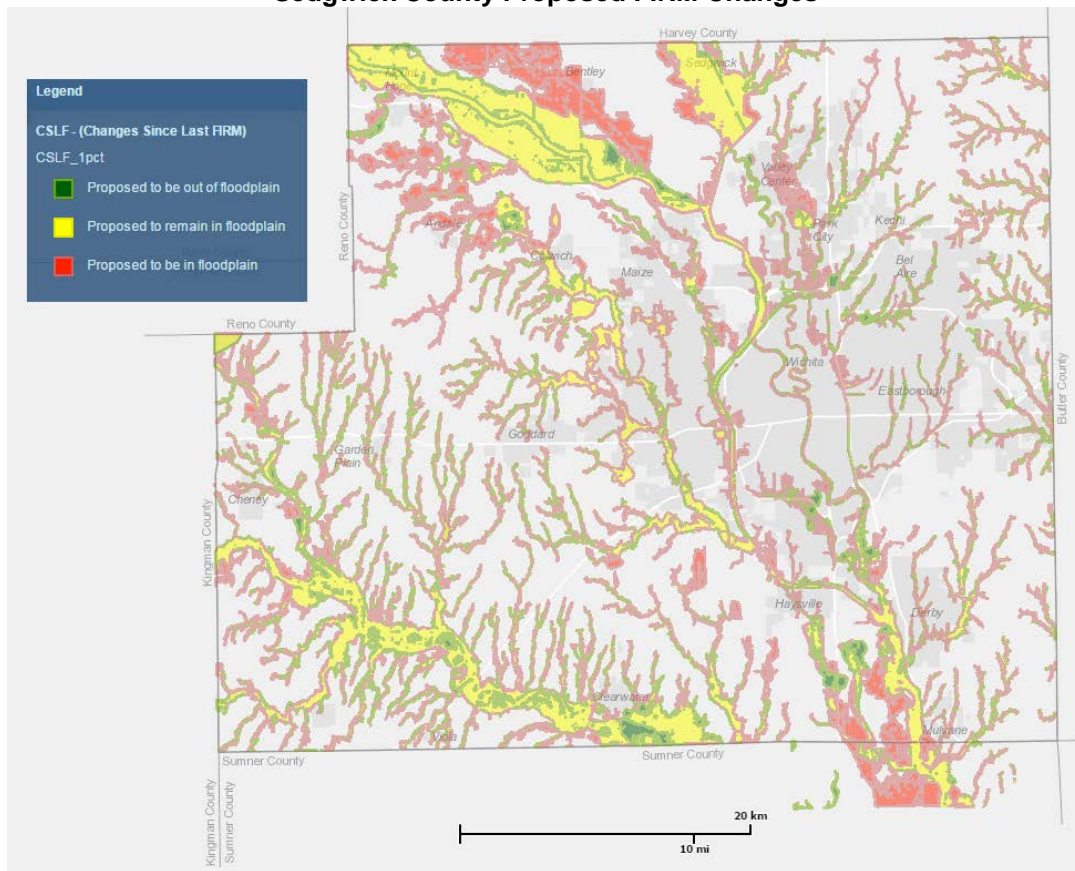 Sedgwick County Proposed FIRM Changes
Harvey County
Legend
CSLF - (Changes Since Last FIRM)
CSLF_1pct
Proposed to be out of floodplain
Proposed to remain in floodplain
Proposed to be in floodplain
Mount
Hope
Bentley
Sedgwick
Valley
Center
Park
City
Kechi
Bel
Aire
Reno County
Andale
Colwich
Maize
Reno County
Wichita
Eastborough
Butler County
Goddard
Garden
Plain
Cheney
Kingman County
Haysville
Derby
Clearwater
Viola
Mulvane
Sumner County
Sumner County
Kingman County
Sumner County
20 km
10 mi